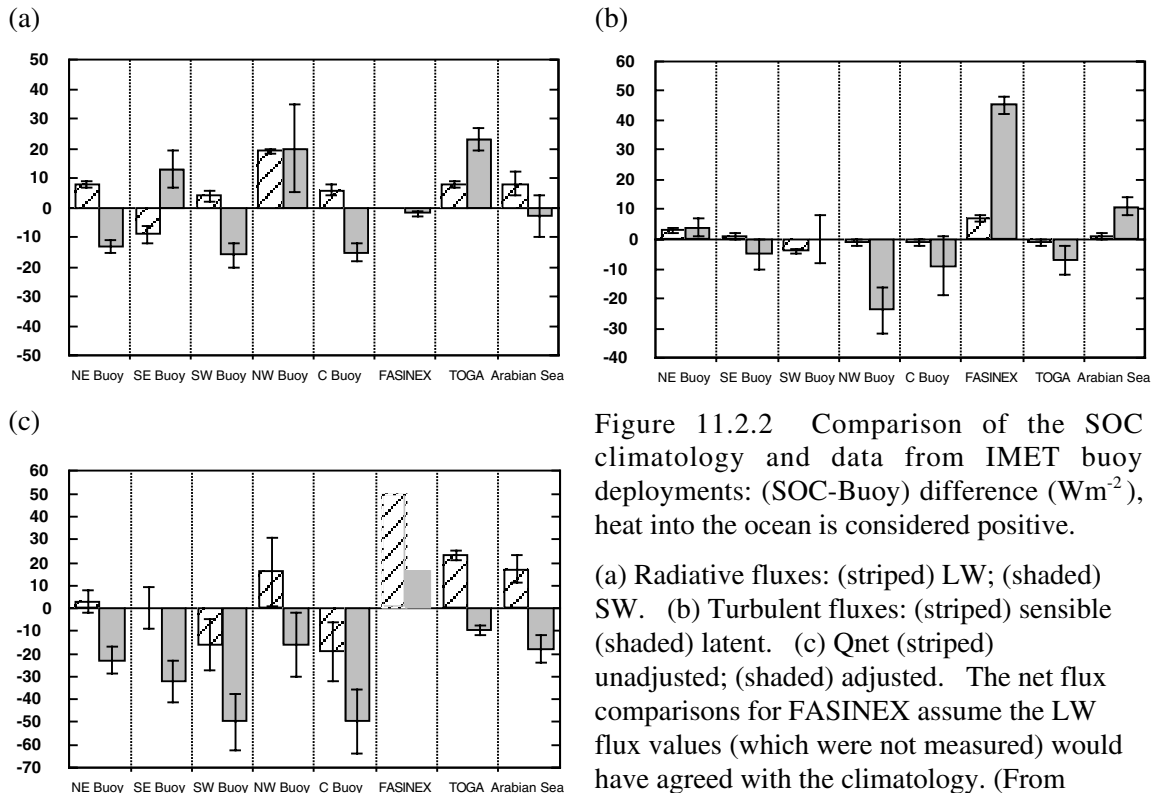 (a)
50
40
30
20
10
0
-10
-20
-30
-40
-50
NE Buoy SE Buoy SW Buoy NW Buoy C Buoy FASINEX TOGA Arabian Sea
(b)
60
50
40
30
20
10
0
-10
-20
-30
-40
NE Buoy SE Buoy SW Buoy NW Buoy C Buoy FASINEX TOGA Arabian Sea
(c)
60
50
40
30
20
10
0
-10
-20
-30
-40
-50
-60
-70
NE Buoy SE Buoy SW Buoy NW Buoy C Buoy FASINEX TOGA Arabian Sea
Figure 11.2.2 Comparison of the SOC
climatology and data from IMET buoy
deployments: (SOC-Buoy) difference (Wm⁻²),
heat into the ocean is considered positive.
(a) Radiative fluxes: (striped) LW; (shaded)
SW. (b) Turbulent fluxes: (striped) sensible
(shaded) latent. (c) Qnet (striped)
unadjusted; (shaded) adjusted. The net flux
comparisons for FASINEX assume the LW
flux values (which were not measured) would
have agreed with the climatology. (From